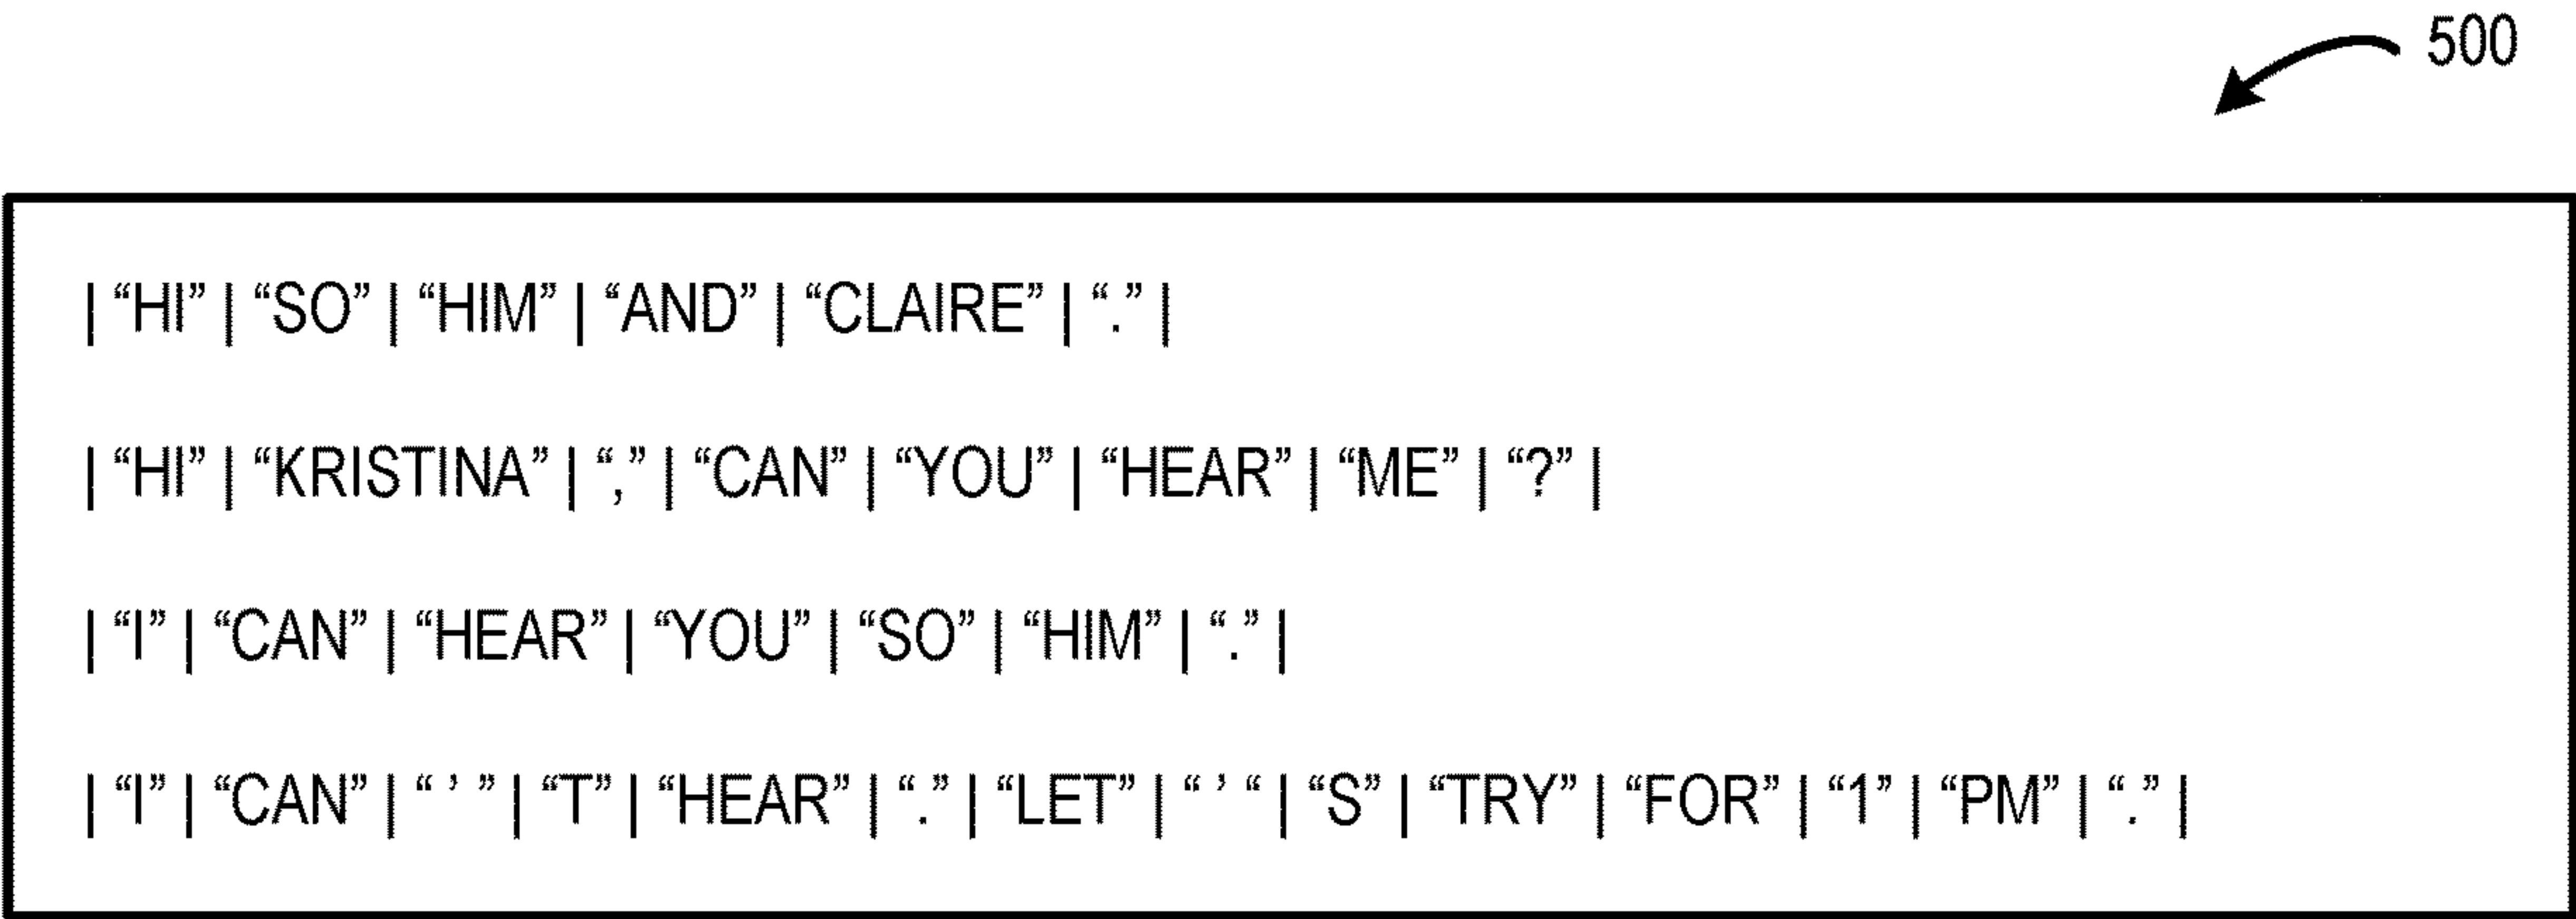 500
| “HI” | “SO” | “HIM” | “AND” | “CLAIRE” | “.” |
| “HI” | “KRISTINA” | “,” | “CAN” | “YOU” | “HEAR” | “ME” | “?” |
| “I” | “CAN” | “HEAR” | “YOU” | “SO” | “HIM” | “.” |
| “I” | “CAN” | “ ’ ” | “T” | “HEAR” | “.” | “LET” | “ ’ “ | “S” | “TRY” | “FOR” | “1” | “PM” | “.” |